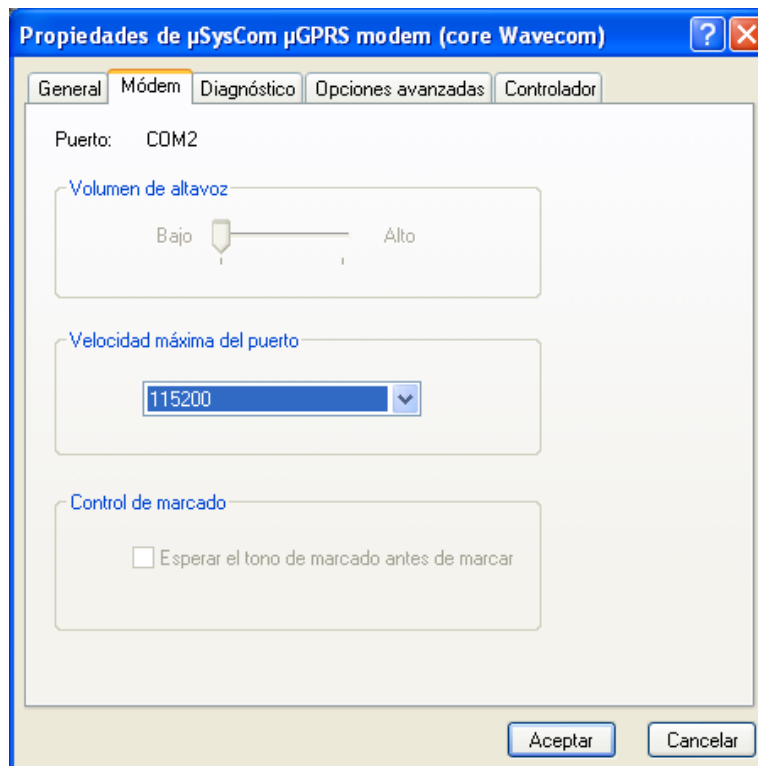 Propiedades de µSysCom µGPRS modem (core Wavecom)
General Módem Diagnóstico Opciones avanzadas Controlador
Puerto: COM2
Volumen de altavoz
Bajo Alto
Velocidad máxima del puerto
115200
Control de marcado
Esperar el tono de marcado antes de marcar
Aceptar Cancelar